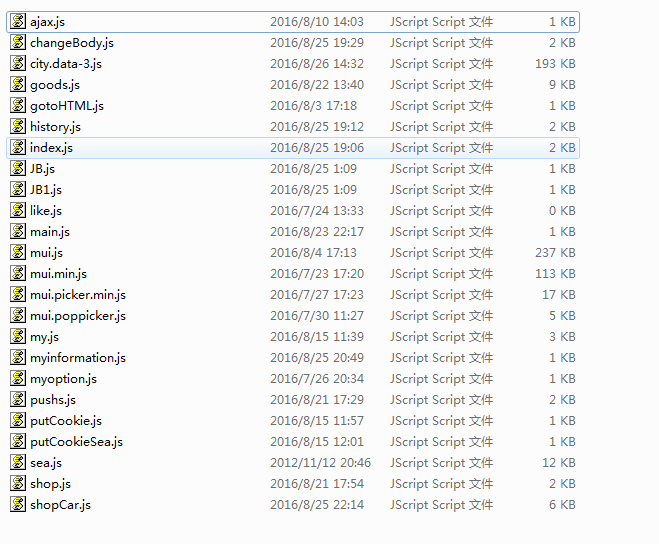 ajax.js 2016/8/10 14:03 JScript Script 文件 1 KB
changeBody.js 2016/8/25 19:29 JScript Script 文件 2 KB
city.data-3.js 2016/8/26 14:32 JScript Script 文件 193 KB
goods.js 2016/8/22 13:40 JScript Script 文件 9 KB
gotoHTML.js 2016/8/3 17:18 JScript Script 文件 1 KB
history.js 2016/8/25 19:12 JScript Script 文件 2 KB
index.js 2016/8/25 19:06 JScript Script 文件 2 KB
JB.js 2016/8/25 1:09 JScript Script 文件 1 KB
JB1.js 2016/8/25 1:09 JScript Script 文件 1 KB
like.js 2016/7/24 13:33 JScript Script 文件 0 KB
main.js 2016/8/23 22:17 JScript Script 文件 1 KB
mui.js 2016/8/4 17:13 JScript Script 文件 237 KB
mui.min.js 2016/7/23 17:20 JScript Script 文件 113 KB
mui.picker.min.js 2016/7/27 17:23 JScript Script 文件 17 KB
mui.poppicker.js 2016/7/30 11:27 JScript Script 文件 5 KB
my.js 2016/8/15 11:39 JScript Script 文件 3 KB
myinformation.js 2016/8/25 20:49 JScript Script 文件 1 KB
myoption.js 2016/7/26 20:34 JScript Script 文件 1 KB
pushs.js 2016/8/21 17:29 JScript Script 文件 2 KB
putCookie.js 2016/8/15 11:57 JScript Script 文件 1 KB
putCookieSea.js 2016/8/15 12:01 JScript Script 文件 1 KB
sea.js 2012/11/12 20:46 JScript Script 文件 12 KB
shop.js 2016/8/21 17:54 JScript Script 文件 2 KB
shopCar.js 2016/8/25 22:14 JScript Script 文件 6 KB